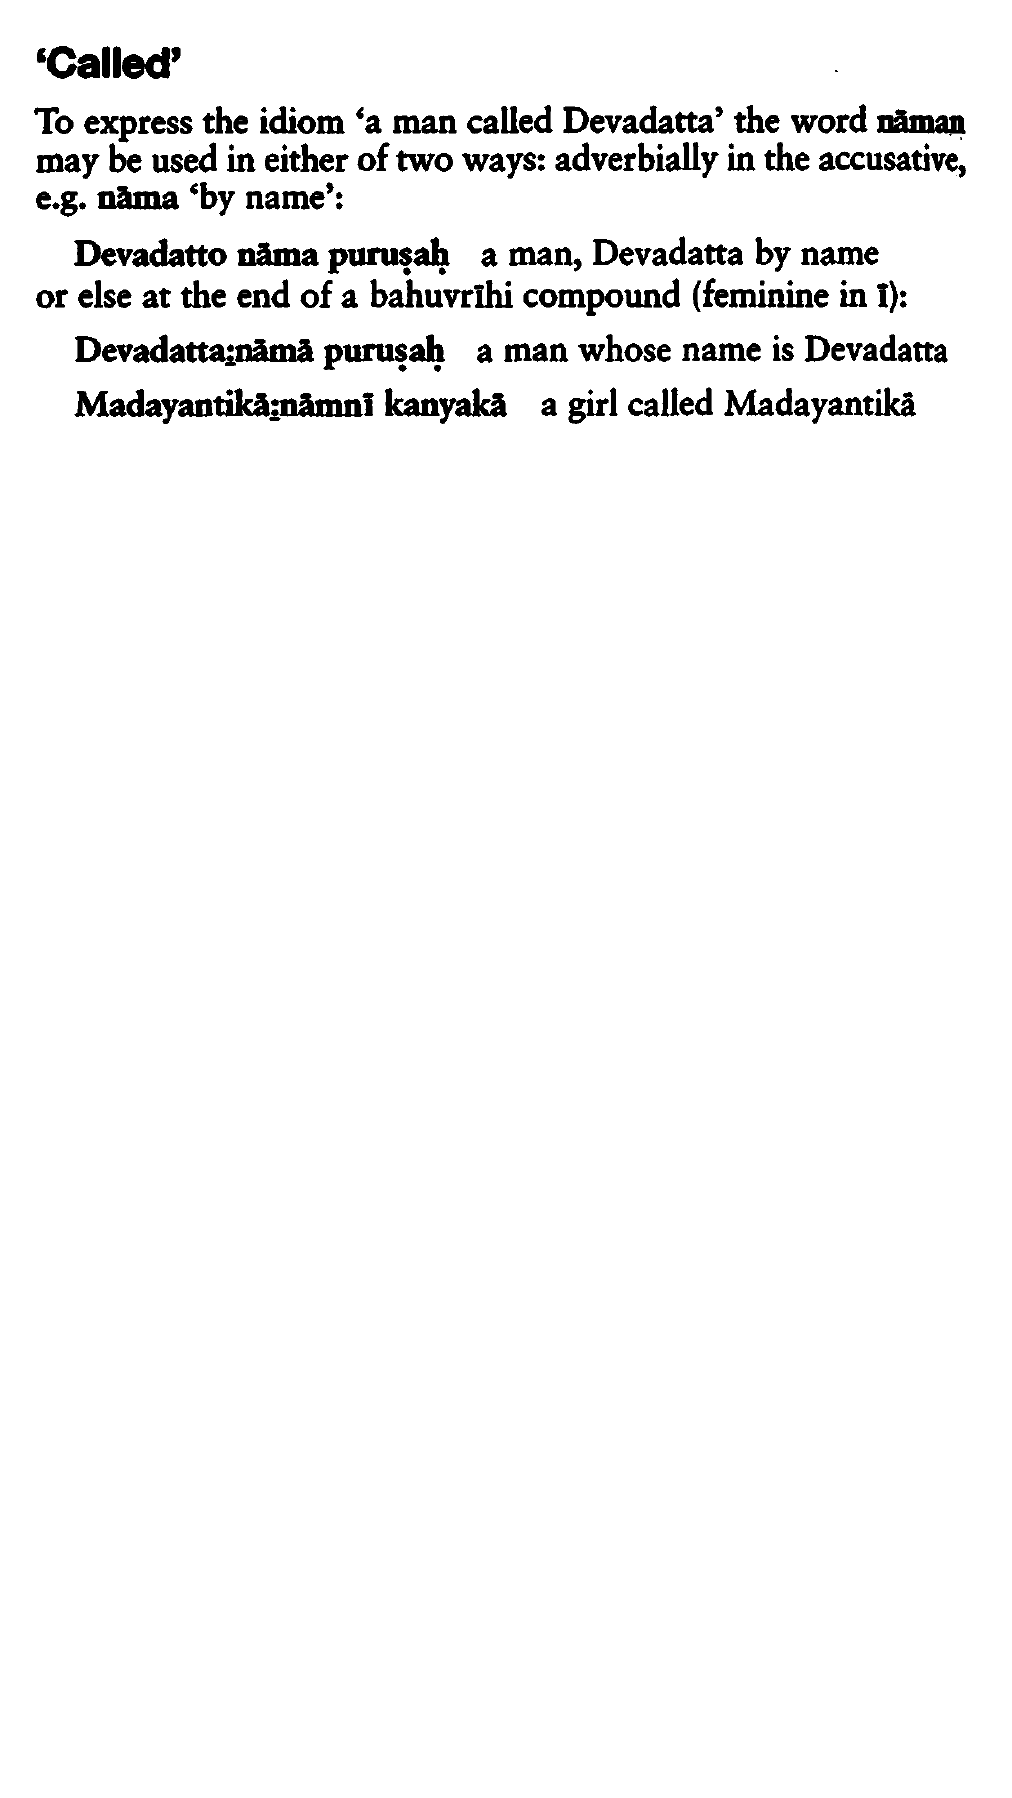 ‘Called’
To express the idiom ‘a man called Devadatta’ the word nāman
may be used in either of two ways: adverbially in the accusative,
e.g. nāma ‘by name’:
Devadatto nāma puruṣaḥ a man, Devadatta by name
or else at the end of a bahuvrīhi compound (feminine in ī):
Devadatta:nāmā puruṣaḥ a man whose name is Devadatta
Madayantikā:nāmnī kanyakā a girl called Madayantikā